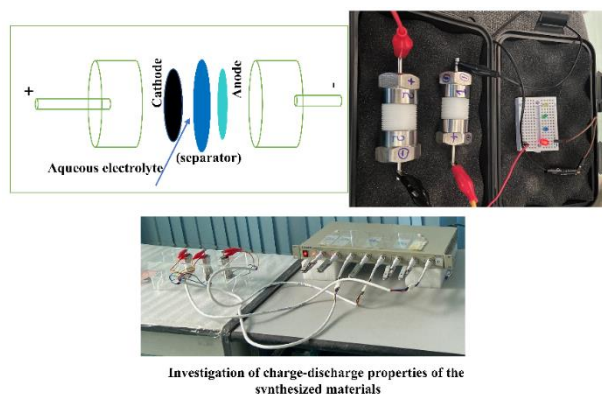 +
Cathode
Anode
-
(separator)
Aqueous electrolyte
Investigation of charge-discharge properties of the
synthesized materials